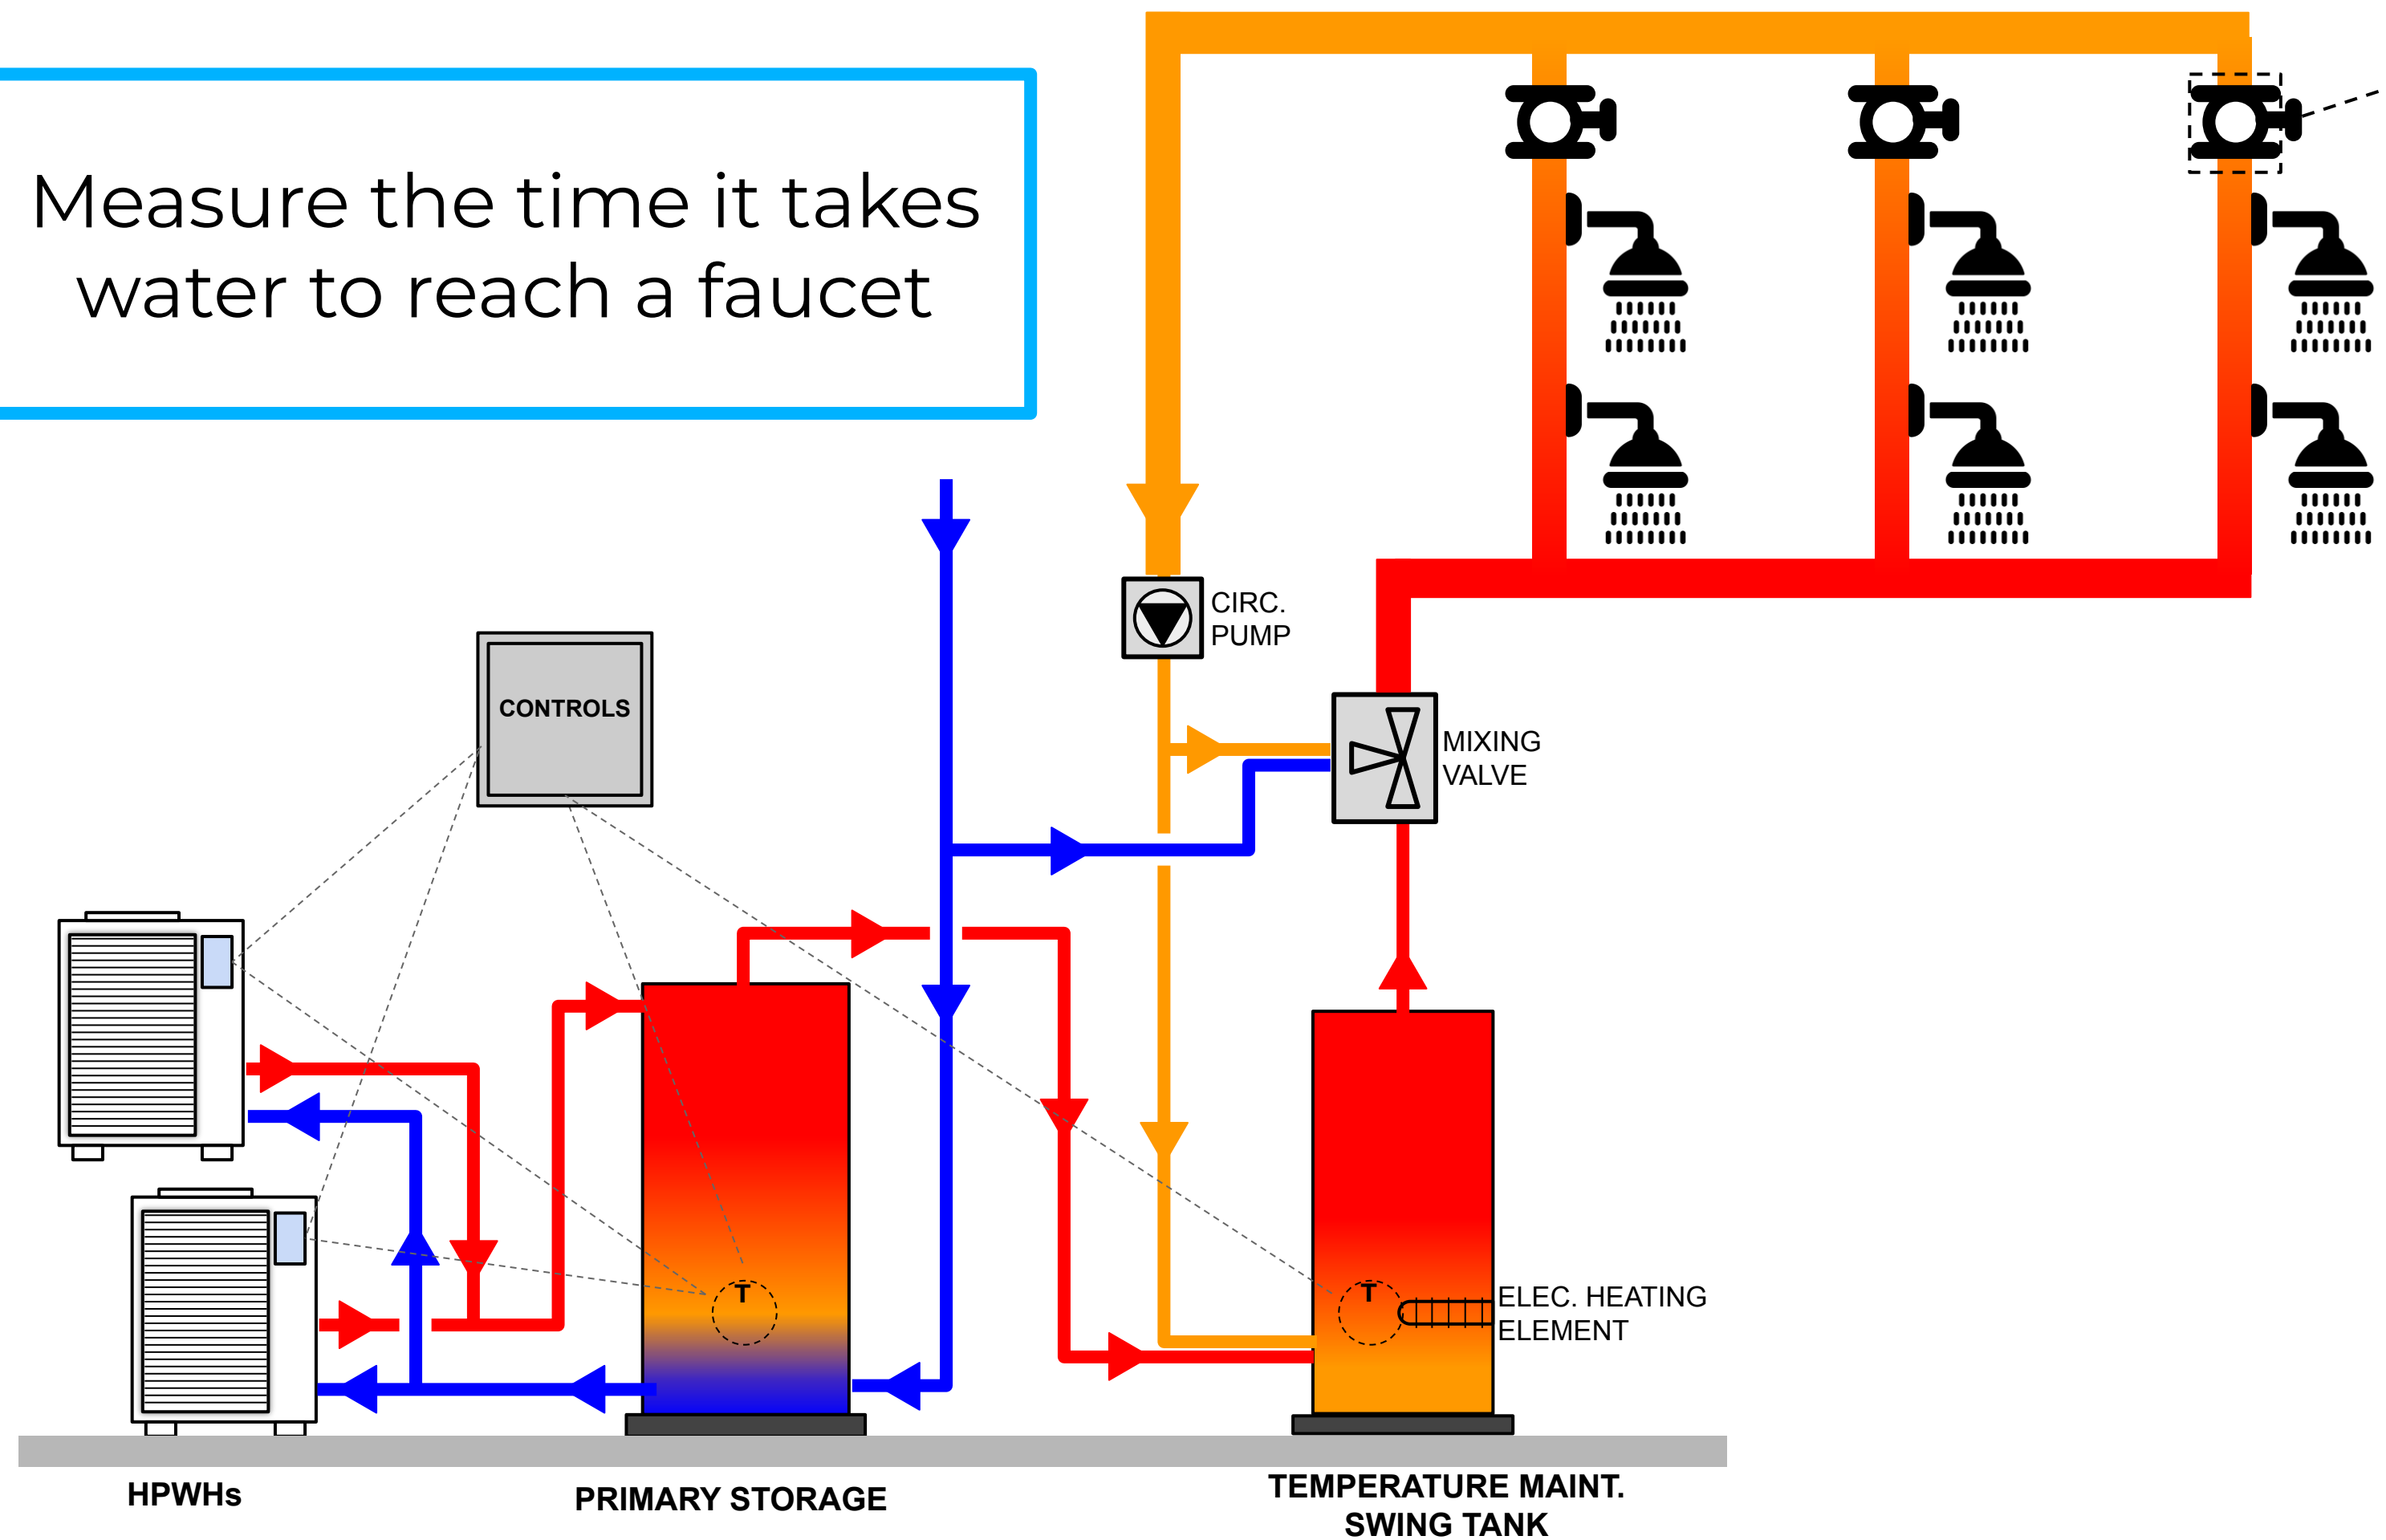 Measure the time it takes
water to reach a faucet
CIRC.
PUMP
CONTROLS
MIXING
VALVE
T
T
ELEC. HEATING
ELEMENT
HPWHs
PRIMARY STORAGE
TEMPERATURE MAINT.
SWING TANK